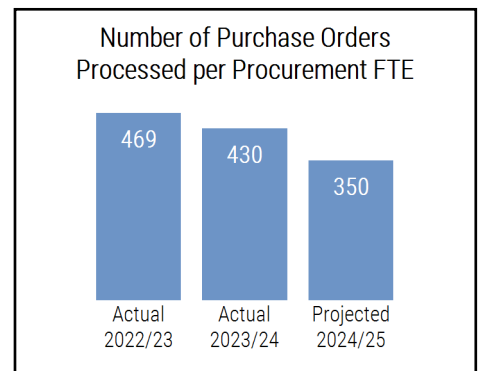 Number of Purchase Orders
Processed per Procurement FTE
469
430
350
Actual
2022/23
Actual
2023/24
Projected
2024/25